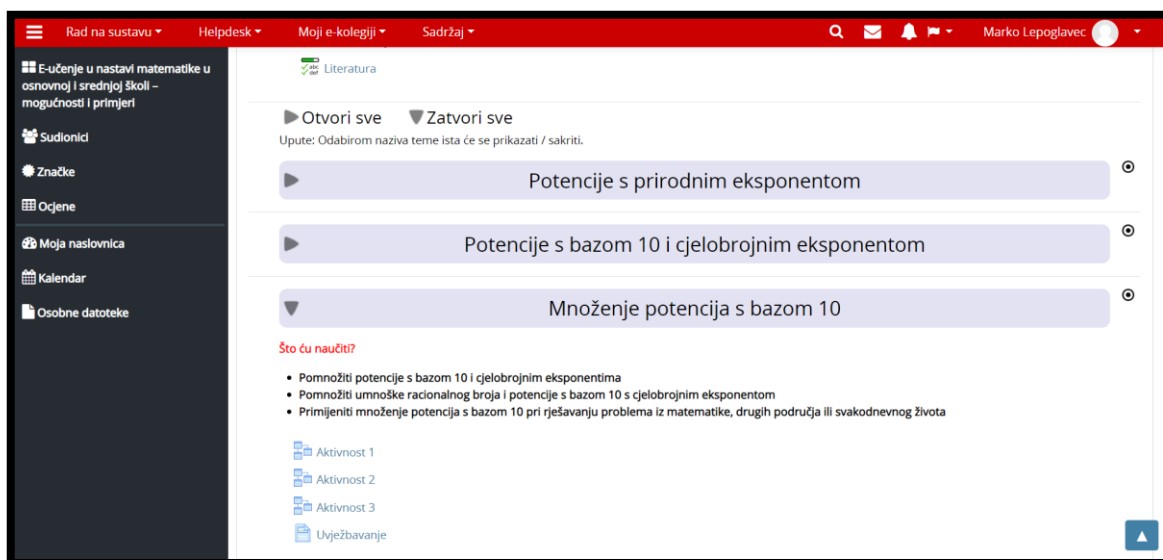 Rad na sustavu Helpdesk Moji e-kolegiji Sadržaj Marko Lepoglavec
E-učenje u nastavi matematike u
osnovnoj i srednjoj školi –
mogućnosti i primjeri
Sudionici
Značke
Ocjene
Moja naslovnica
Kalendar
Osobne datoteke
Literatura
Otvori sve Zatvori sve
Upute: Odabirom naziva teme ista će se prikazati / sakriti.
Potencije s prirodnim eksponentom
Potencije s bazom 10 i cjelobrojnim eksponentom
Množenje potencija s bazom 10
Što ću naučiti?
• Pomnožiti potencije s bazom 10 i cjelobrojnim eksponentima
• Pomnožiti umnoške racionalnog broja i potencije s bazom 10 s cjelobrojnim eksponentom
• Primijeniti množenje potencija s bazom 10 pri rješavanju problema iz matematike, drugih područja ili svakodnevnog života
Aktivnost 1
Aktivnost 2
Aktivnost 3
Uvježbavanje